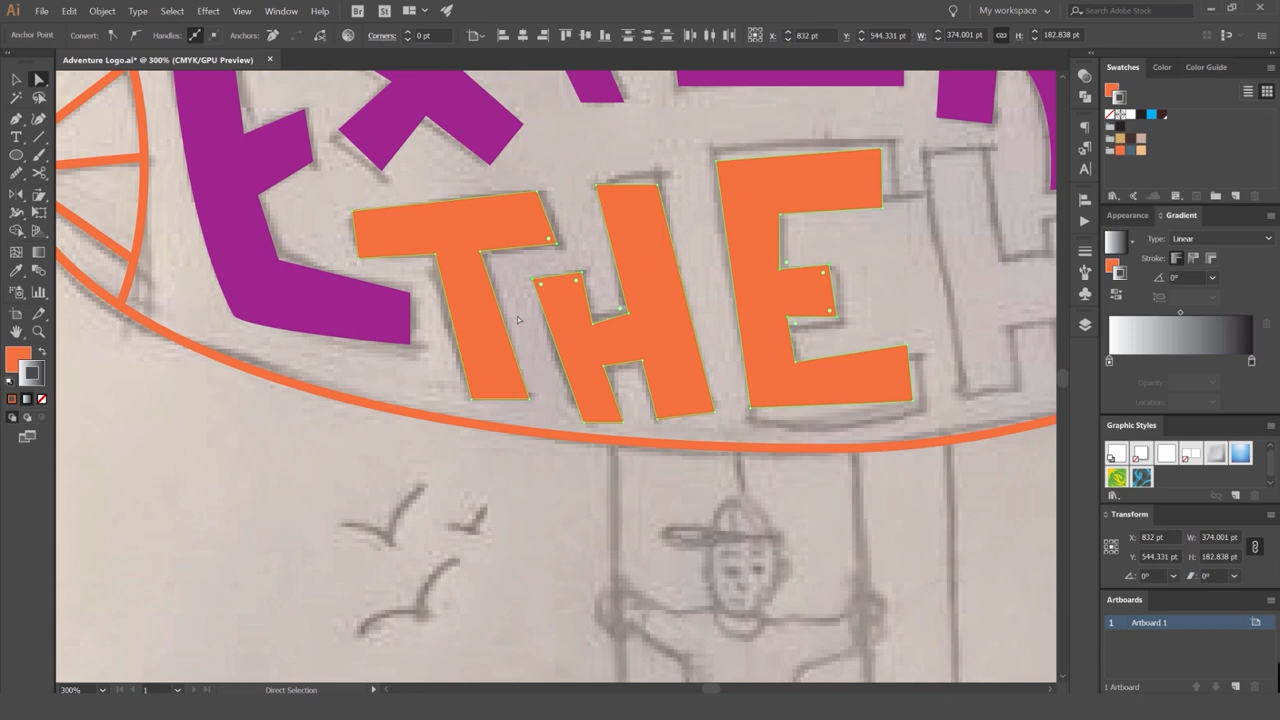 Ai File Edit Object Type Select Effect View Window Help Br St My workspace Search Adobe Stock
Anchor Point Convert: Handles: Anchors: Corners: 0 pt X: 832 pt Y: 544.331 pt W: 374.001 pt H: 182.838 pt
Adventure Logo.ai* @ 300% (CMYK/GPU Preview)
Swatches Color Color Guide
Appearance Gradient
Type: Linear
Stroke:
0°
Opacity:
Location:
Graphic Styles
Transform
X: 832 pt W: 374.001 pt
Y: 544.331 pt H: 182.838 pt
0° 0°
Artboards
1 Artboard 1
1 Artboard
THE
300% 1 Direct Selection